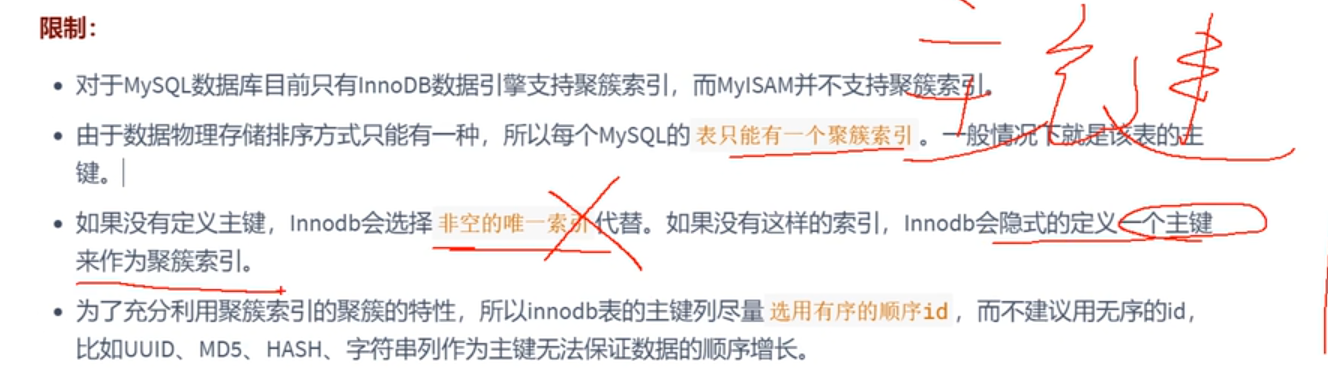 限制：
对于MySQL数据库目前只有InnoDB数据引擎支持聚簇索引，而MyISAM并不支持聚簇索引。
由于数据物理存储排序方式只能有一种，所以每个MySQL的 表只能有一个聚簇索引 。一般情况下就是该表的主
键。
如果没有定义主键，Innodb会选择 非空的唯一索引 代替。如果没有这样的索引，Innodb会隐式的定义一个主键
来作为聚簇索引。
为了充分利用聚簇索引的聚簇的特性，所以innodb表的主键列尽量 选用有序的顺序id ，而不建议用无序的id，
比如UUID、MD5、HASH、字符串列作为主键无法保证数据的顺序增长。